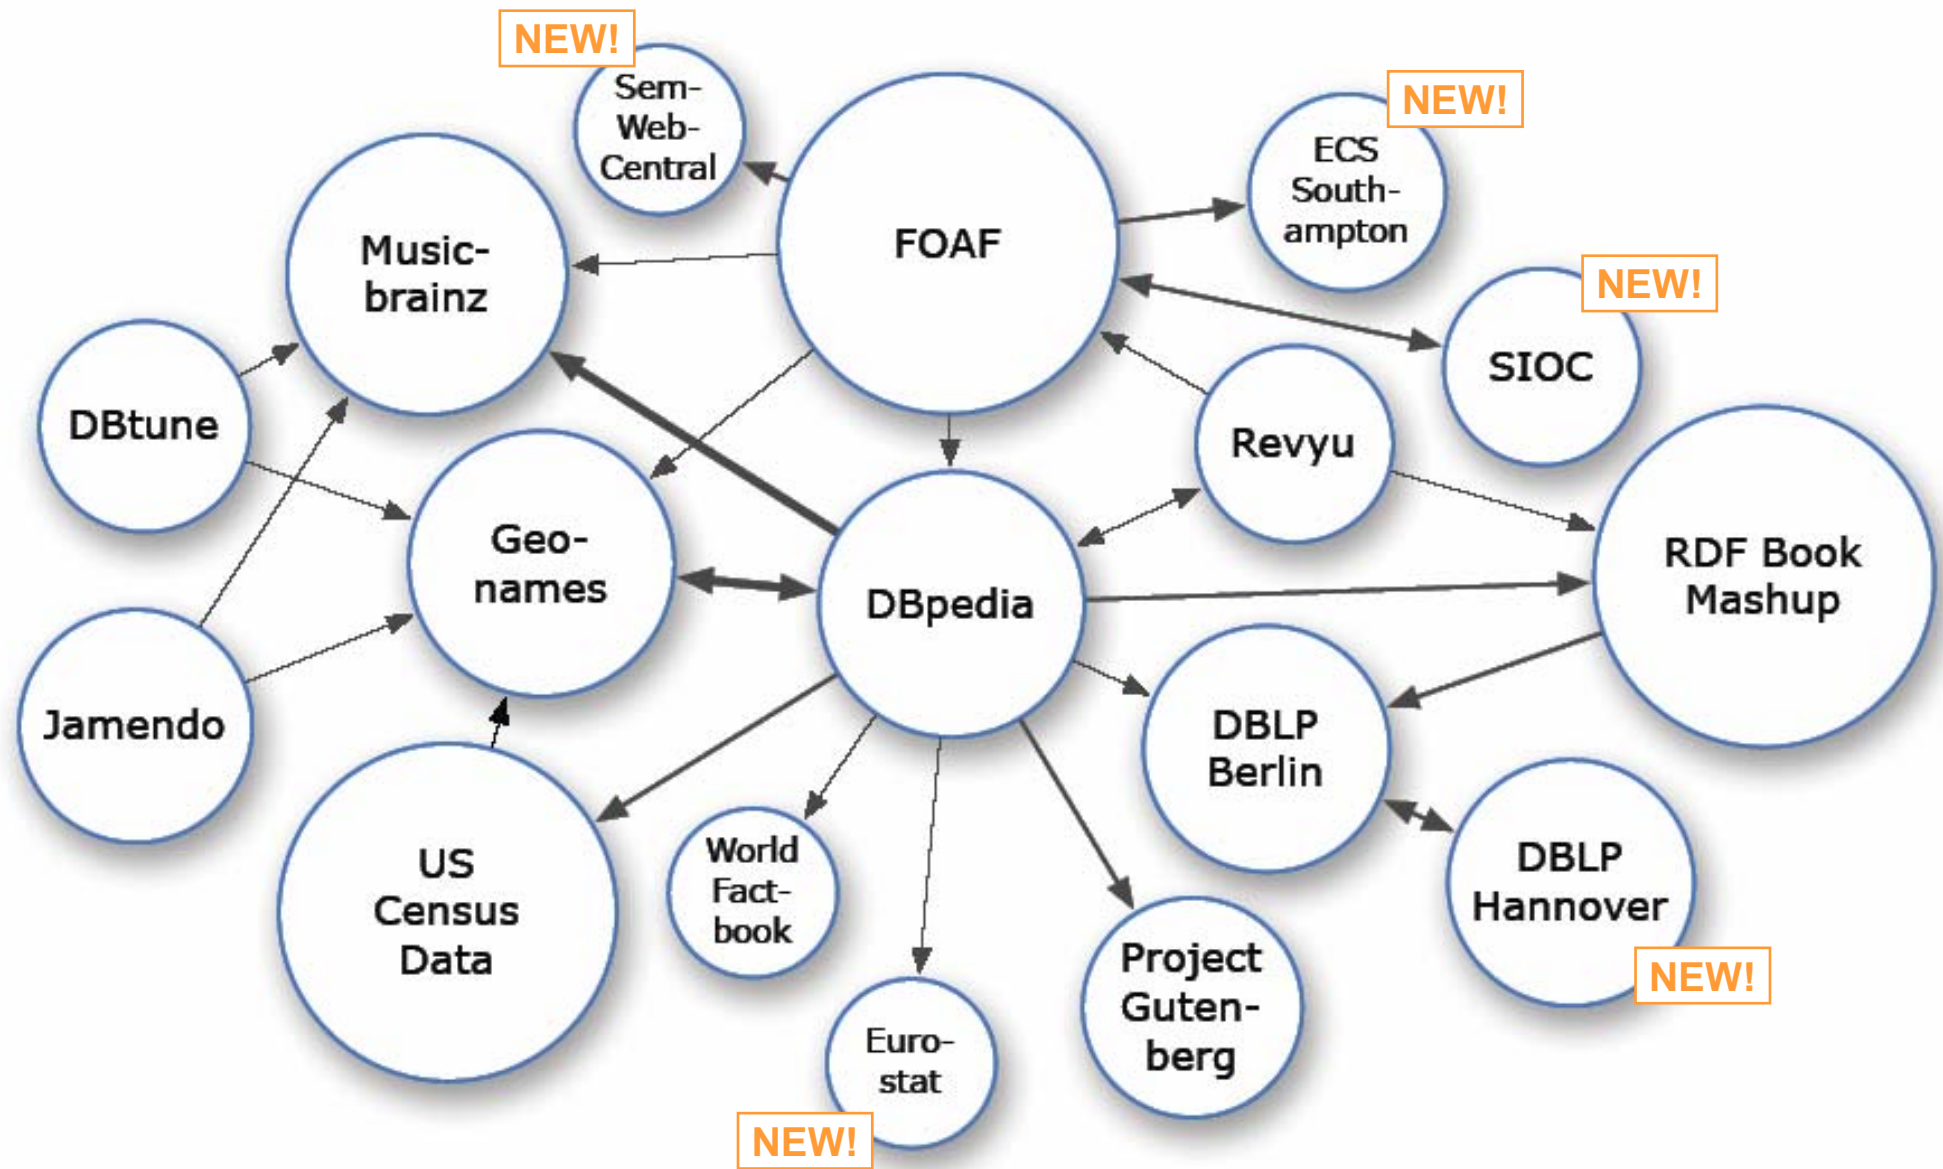 NEW!
Sem-
Web-
Central
NEW!
ECS
South-
ampton
FOAF
Music-
brainz
NEW!
SIOC
DBtune
Revyu
Geo-
names
RDF Book
Mashup
DBpedia
Jamendo
DBLP
Berlin
US
Census
Data
World
Fact-
book
DBLP
Hannover
NEW!
Project
Guten-
berg
Euro-
stat
NEW!